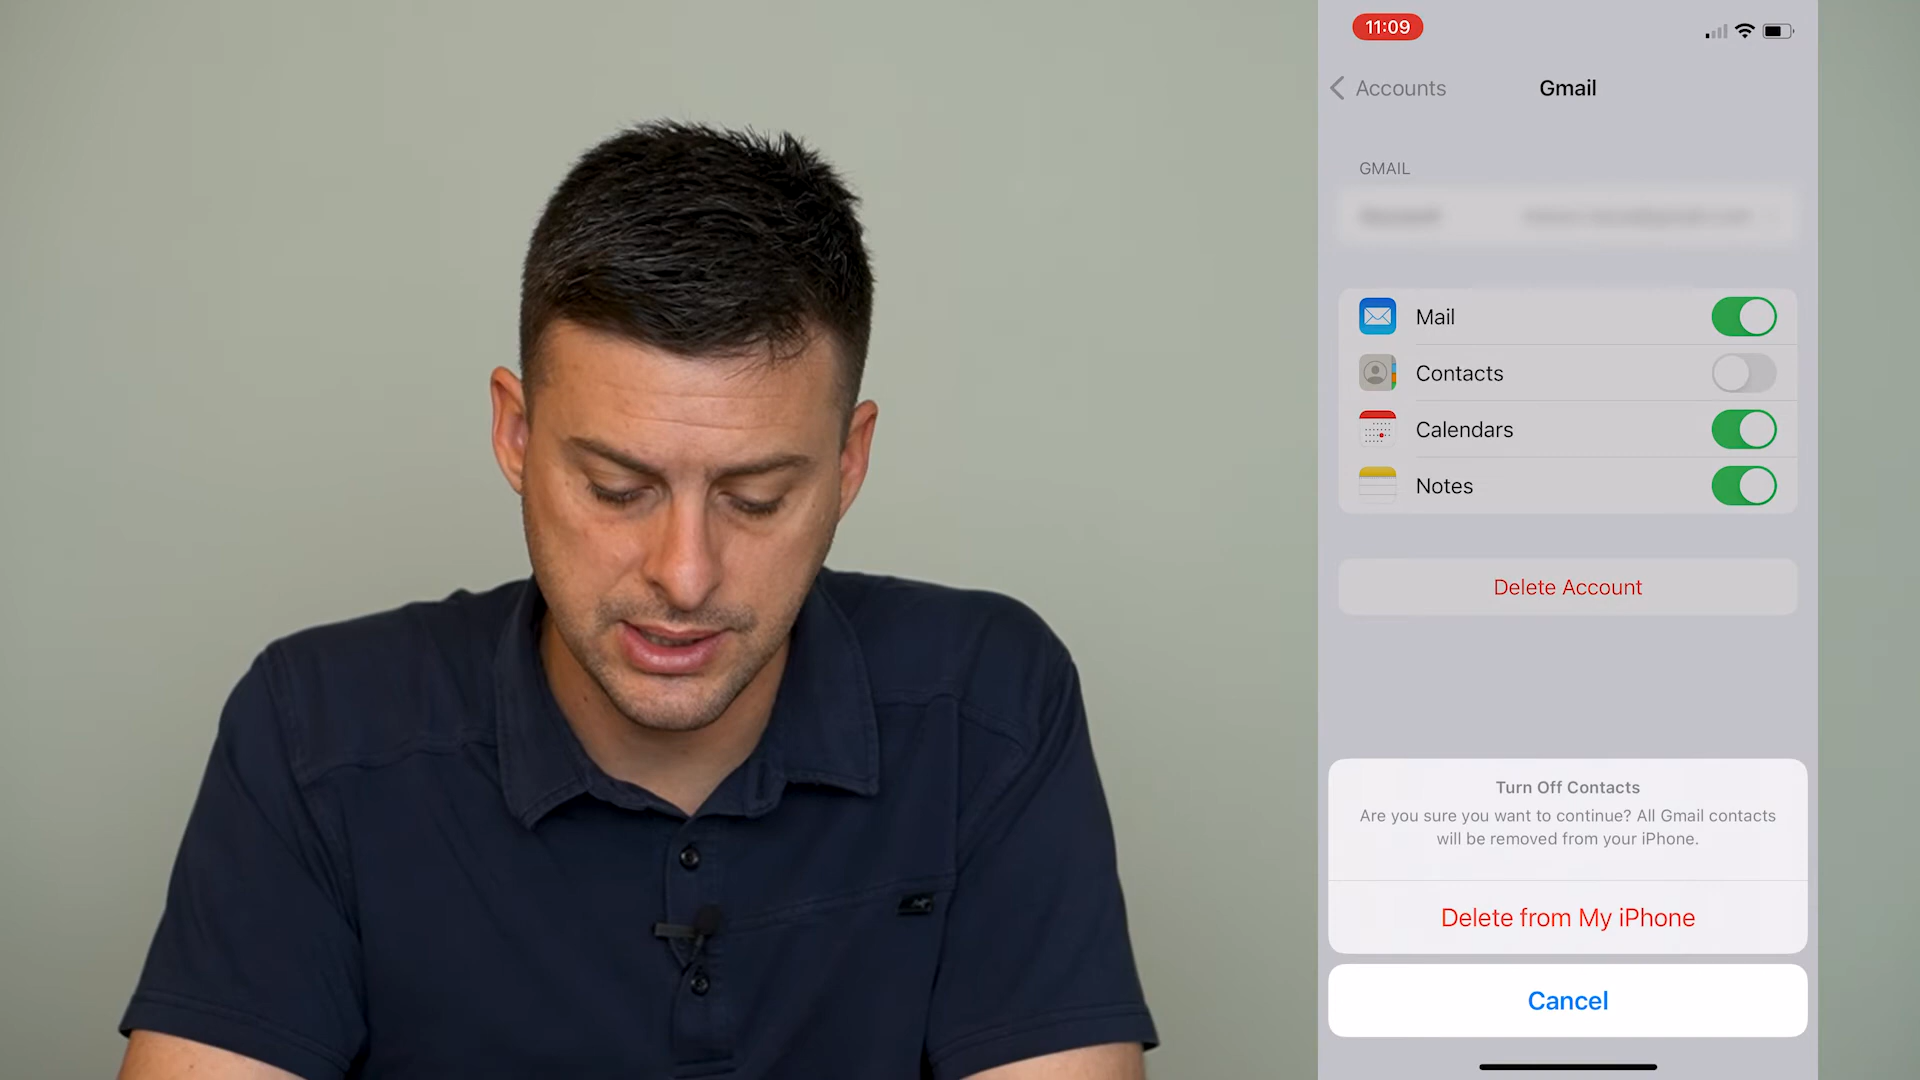 11:09
Accounts
Gmail
GMAIL
Mail
Contacts
Calendars
Notes
Delete Account
Turn Off Contacts
Are you sure you want to continue? All Gmail contacts
will be removed from your iPhone.
Delete from My iPhone
Cancel